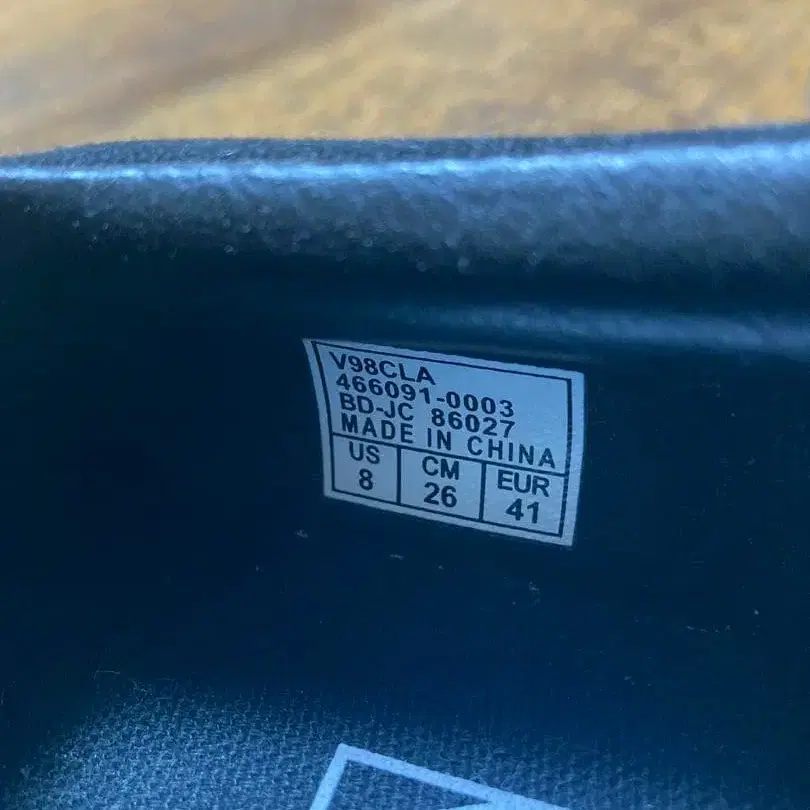 V98CLA
466091-0003
BD-JC 86027
MADE IN CHINA
US CM EUR
8 26 41